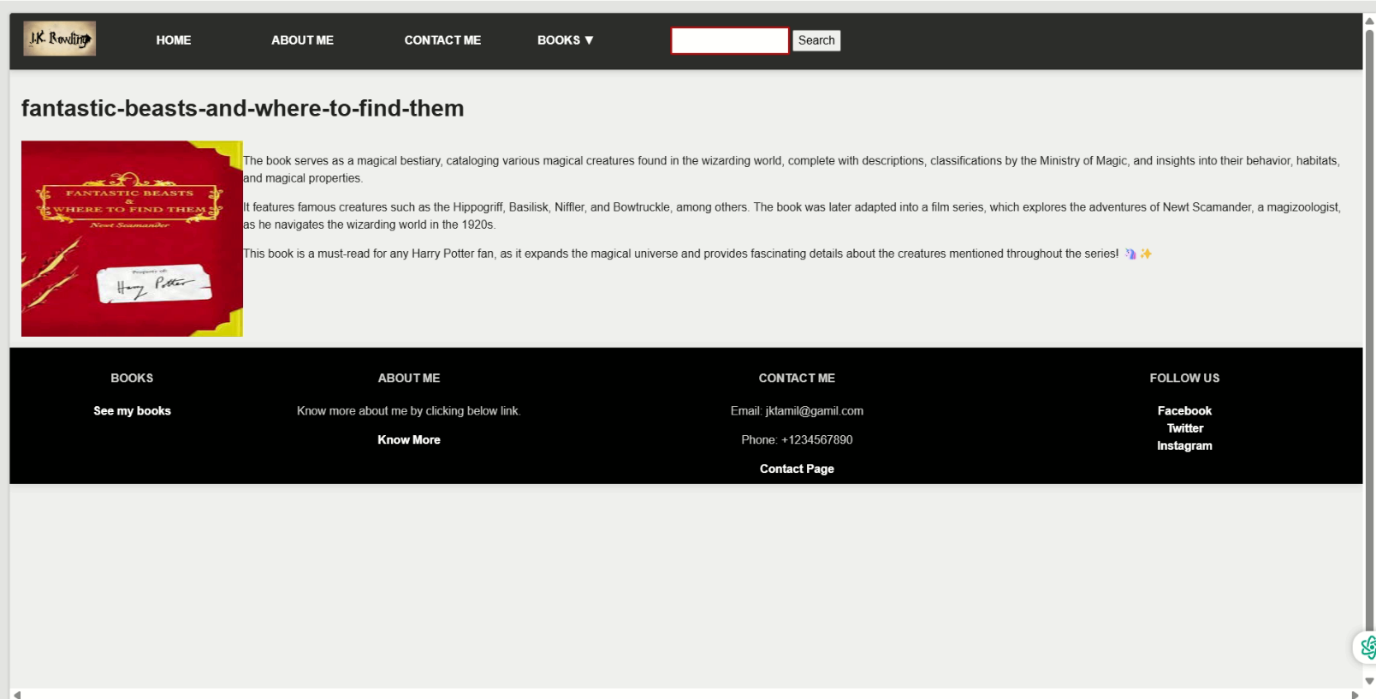 J.K. Rowling
HOME
ABOUT ME
CONTACT ME
BOOKS ▼
Search
fantastic-beasts-and-where-to-find-them
FANTASTIC BEASTS
&
WHERE TO FIND THEM
Newt Scamander
Property of:
Harry Potter
The book serves as a magical bestiary, cataloging various magical creatures found in the wizarding world, complete with descriptions, classifications by the Ministry of Magic, and insights into their behavior, habitats,
and magical properties.
It features famous creatures such as the Hippogriff, Basilisk, Niffler, and Bowtruckle, among others. The book was later adapted into a film series, which explores the adventures of Newt Scamander, a magizoologist,
as he navigates the wizarding world in the 1920s.
This book is a must-read for any Harry Potter fan, as it expands the magical universe and provides fascinating details about the creatures mentioned throughout the series! 🦄 ✨
BOOKS
See my books
ABOUT ME
Know more about me by clicking below link.
Know More
CONTACT ME
Email: jktamil@gamil.com
Phone: +1234567890
Contact Page
FOLLOW US
Facebook
Twitter
Instagram